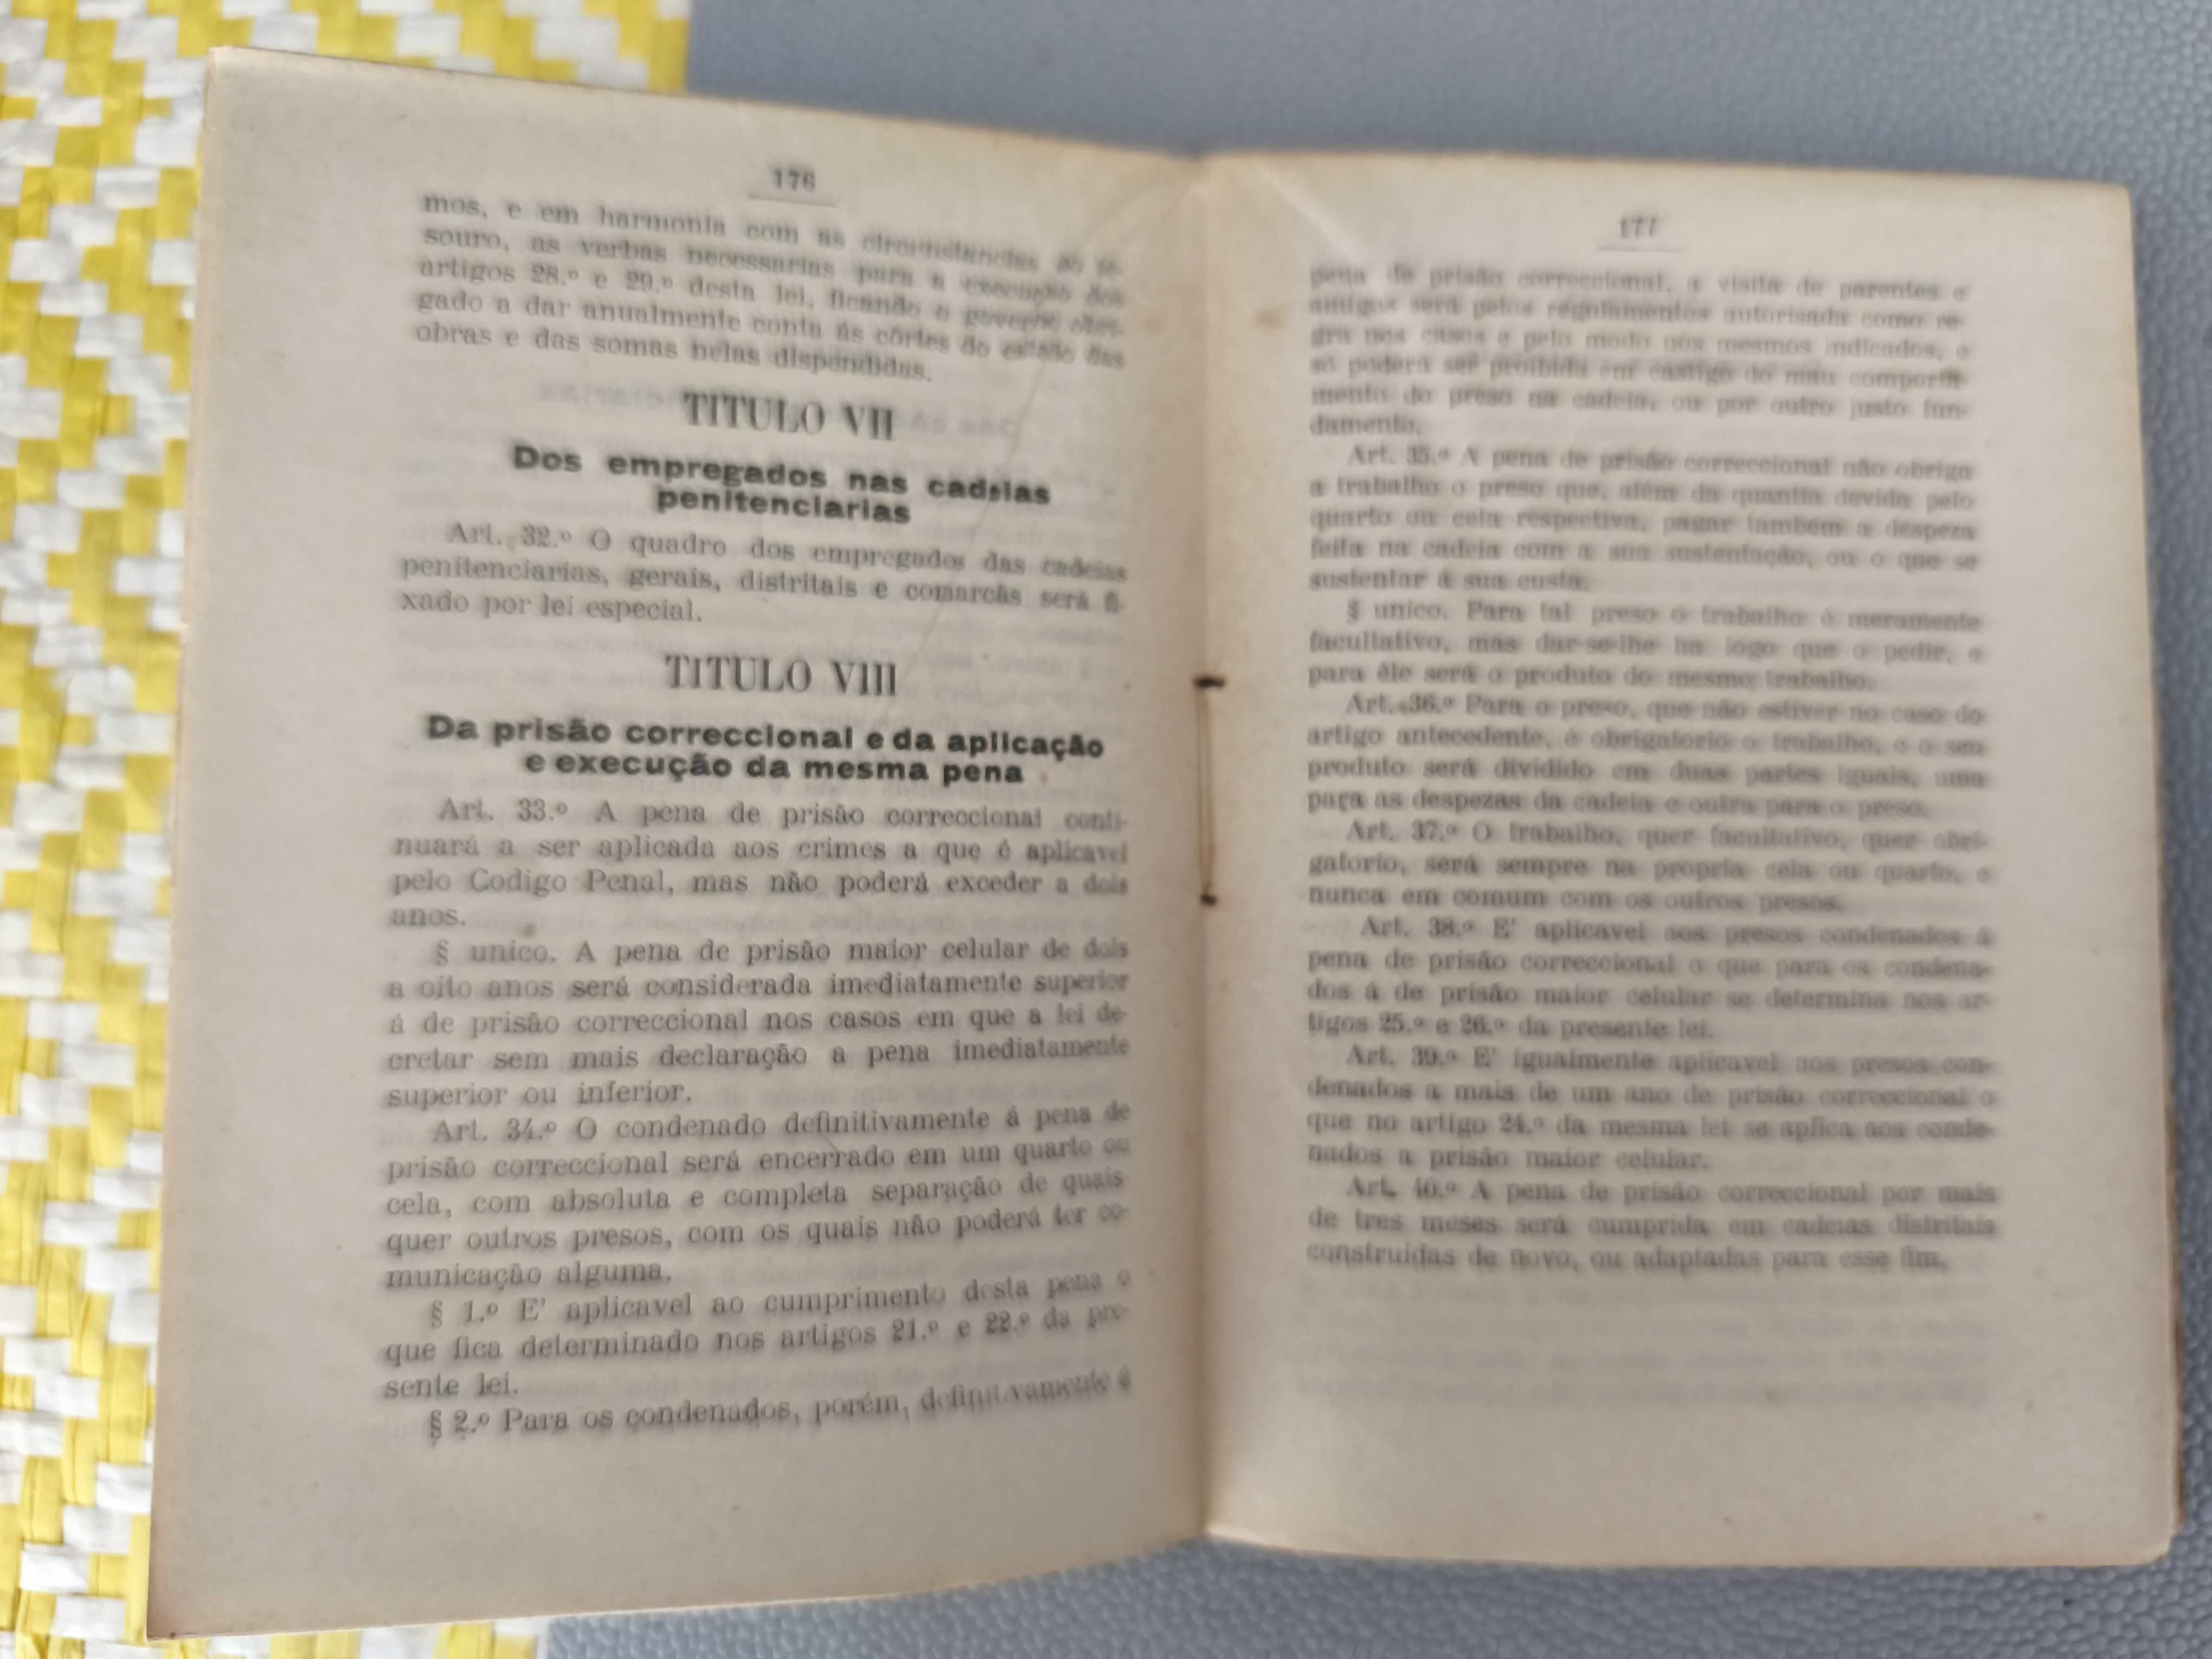 176
mos, e em harmonia com as circumstancias do te-
souro, as verbas necessarias para a execução dos
artigos 28.º e 29.º desta lei, ficando o governo obri-
gado a dar anualmente conta ás côrtes do estado das
obras e das somas nelas dispendidas.
TITULO VII
Dos empregados nas cadeias
penitenciarias
Art. 32.º O quadro dos empregados das cadeias
penitenciarias, gerais, distritais e comarcãs será fi-
xado por lei especial.
TITULO VIII
Da prisão correccional e da aplicação
e execução da mesma pena
Art. 33.º A pena de prisão correccional conti-
nuará a ser aplicada aos crimes a que é aplicavel
pelo Codigo Penal, mas não poderá exceder a dois
anos.
§ unico. A pena de prisão maior celular de dois
a oito anos será considerada imediatamente superior
á de prisão correccional nos casos em que a lei de-
cretar sem mais declaração a pena imediatamente
superior ou inferior.
Art. 34.º O condenado definitivamente á pena de
prisão correccional será encerrado em um quarto ou
cela, com absoluta e completa separação de quais-
quer outros presos, com os quais não poderá ter co-
municação alguma.
§ 1.º E' aplicavel ao cumprimento desta pena o
que fica determinado nos artigos 21.º e 22.º da pre-
sente lei.
§ 2.º Para os condenados, porém, definitivamente á
177
pena de prisão correccional, a visita de parentes e
amigos será pelos regulamentos autorisada como re-
gra nos casos e pelo modo nos mesmos indicados, e
só poderá ser proibida em castigo do mau comporta-
mento do preso na cadeia, ou por outro justo fun-
damento.
Art. 35.º A pena de prisão correccional não obriga
a trabalho o preso que, além da quantia devida pelo
quarto ou cela respectiva, pagar tambem a despeza
feita na cadeia com a sua sustentação, ou o que se
sustentar á sua custa.
§ unico. Para tal preso o trabalho é meramente
facultativo, mas dar-se-lhe ha logo que o pedir, e
para êle será o produto do mesmo trabalho.
Art. 36.º Para o preso, que não estiver no caso do
artigo antecedente, é obrigatorio o trabalho, e o seu
produto será dividido em duas partes iguais, uma
para as despezas da cadeia e outra para o preso.
Art. 37.º O trabalho, quer facultativo, quer obri-
gatorio, será sempre na propria cela ou quarto, e
nunca em comum com os outros presos.
Art. 38.º E' aplicavel aos presos condenados á
pena de prisão correccional o que para os condena-
dos á de prisão maior celular se determina nos ar-
tigos 25.º e 26.º da presente lei.
Art. 39.º E' igualmente aplicavel aos presos con-
denados a mais de um ano de prisão correccional o
que no artigo 24.º da mesma lei se aplica aos conde-
nados a prisão maior celular.
Art. 40.º A pena de prisão correccional por mais
de tres meses será cumprida em cadeias distritais
construidas de novo, ou adaptadas para esse fim.